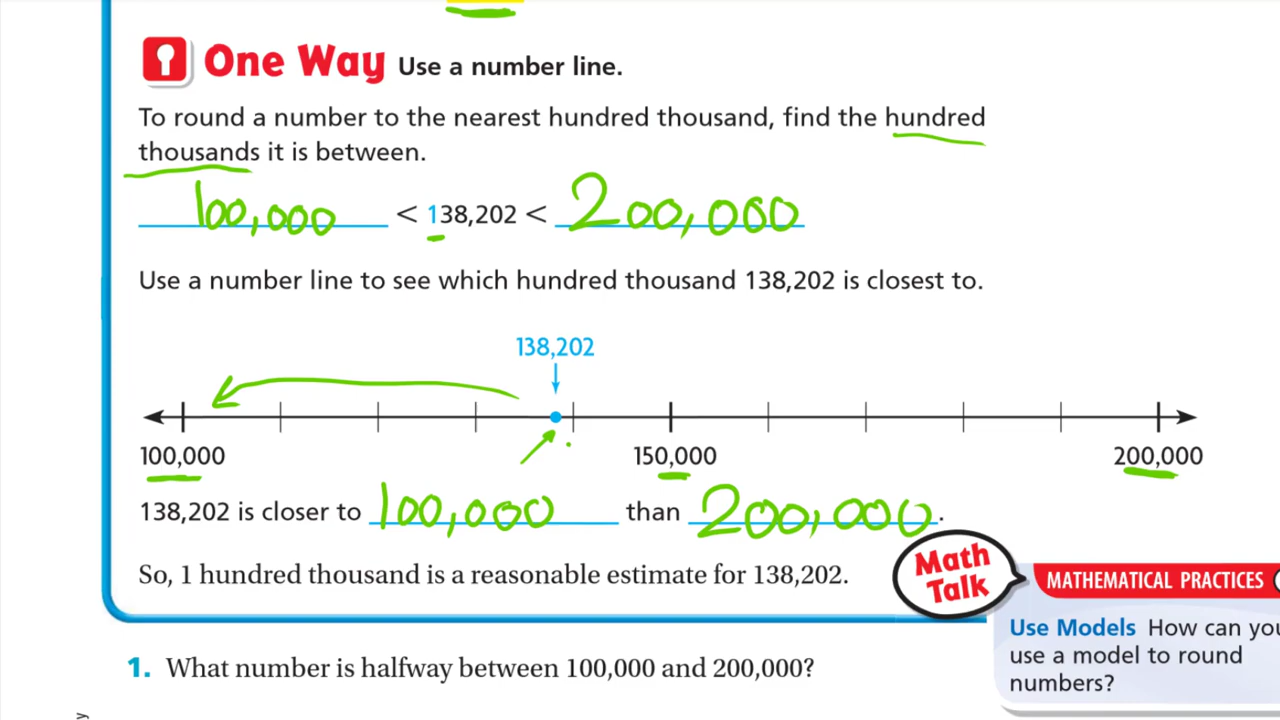 One Way Use a number line.
To round a number to the nearest hundred thousand, find the hundred
thousands it is between.
100,000 < 138,202 < 200,000
Use a number line to see which hundred thousand 138,202 is closest to.
138,202
100,000 150,000 200,000
138,202 is closer to 100,000 than 200,000.
So, 1 hundred thousand is a reasonable estimate for 138,202.
Math
Talk
MATHEMATICAL PRACTICES
Use Models How can you
use a model to round
numbers?
1. What number is halfway between 100,000 and 200,000?
y